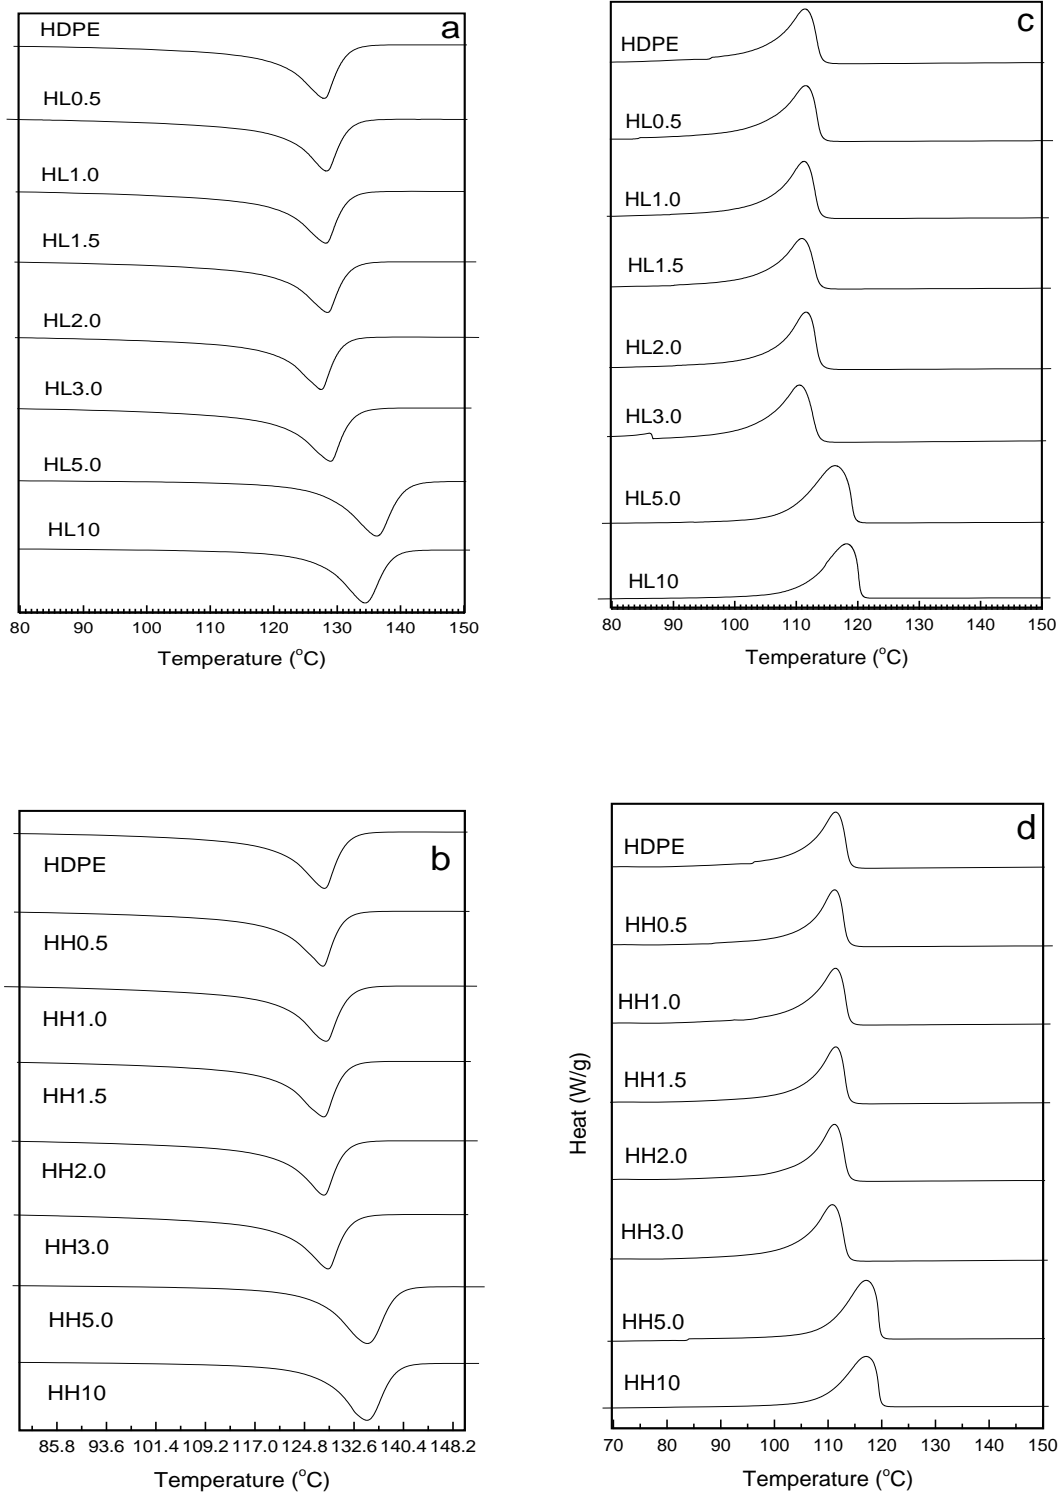 a
HDPE
HL0.5
HL1.0
HL1.5
HL2.0
HL3.0
HL5.0
HL10
80 90 100 110 120 130 140 150
Temperature (°C)
c
HDPE
HL0.5
HL1.0
HL1.5
HL2.0
HL3.0
HL5.0
HL10
80 90 100 110 120 130 140 150
Temperature (°C)
b
HDPE
HH0.5
HH1.0
HH1.5
HH2.0
HH3.0
HH5.0
HH10
85.8 93.6 101.4 109.2 117.0 124.8 132.6 140.4 148.2
Temperature (°C)
d
HDPE
HH0.5
HH1.0
HH1.5
HH2.0
HH3.0
HH5.0
HH10
Heat (W/g)
70 80 90 100 110 120 130 140 150
Temperature (°C)